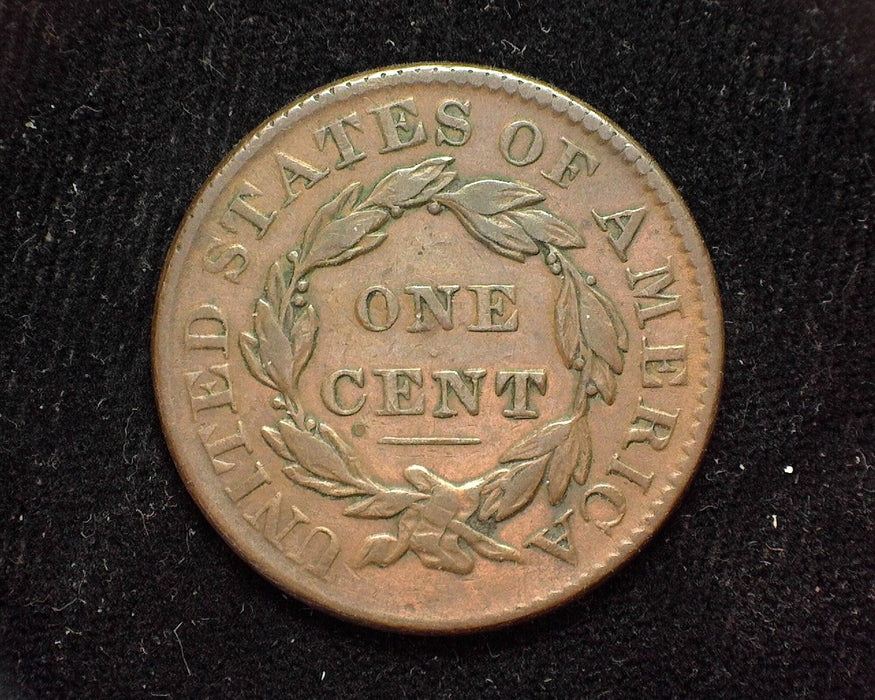 UNITED STATES OF AMERICA
ONE
CENT